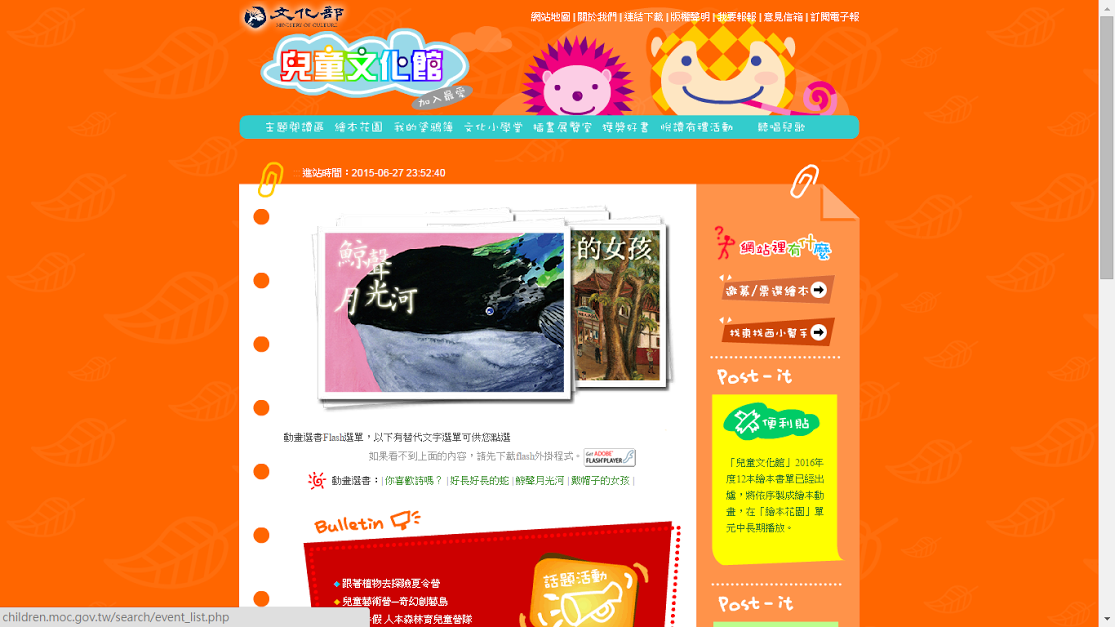 文化部
MINISTRY OF CULTURE
網站地圖 | 關於我們 | 連結下載 | 版權聲明 | 我要報報 | 意見信箱 | 訂閱電子報
兒童文化館
加入最愛
主題閱讀區 繪本花園 我的塗鴉簿 文化小學堂 插畫展覽室 得獎好書 悅讀有禮活動 聽唱兒歌
進站時間：2015-06-27 23:52:40
鯨聲月光河
的女孩
網站裡有什麼
邀募/票選繪本
找東找西小幫手
Post-it
便利貼
「兒童文化館」2016年
度12本繪本書單已經出
爐，將依序製成繪本動
畫，在「繪本花園」單
元中長期播放。
動畫選書Flash選單，以下有替代文字選單可供您點選
如果看不到上面的內容，請先下載flash外掛程式。
Get ADOBE FLASH PLAYER
動畫選書：| 你喜歡詩嗎？ | 好長好長的蛇 | 鯨聲月光河 | 戴帽子的女孩 |
Bulletin
話題活動
跟著植物去探險夏令營
兒童藝術營—奇幻創藝島
假 人本森林育兒童營隊
Post-it
children.moc.gov.tw/search/event_list.php